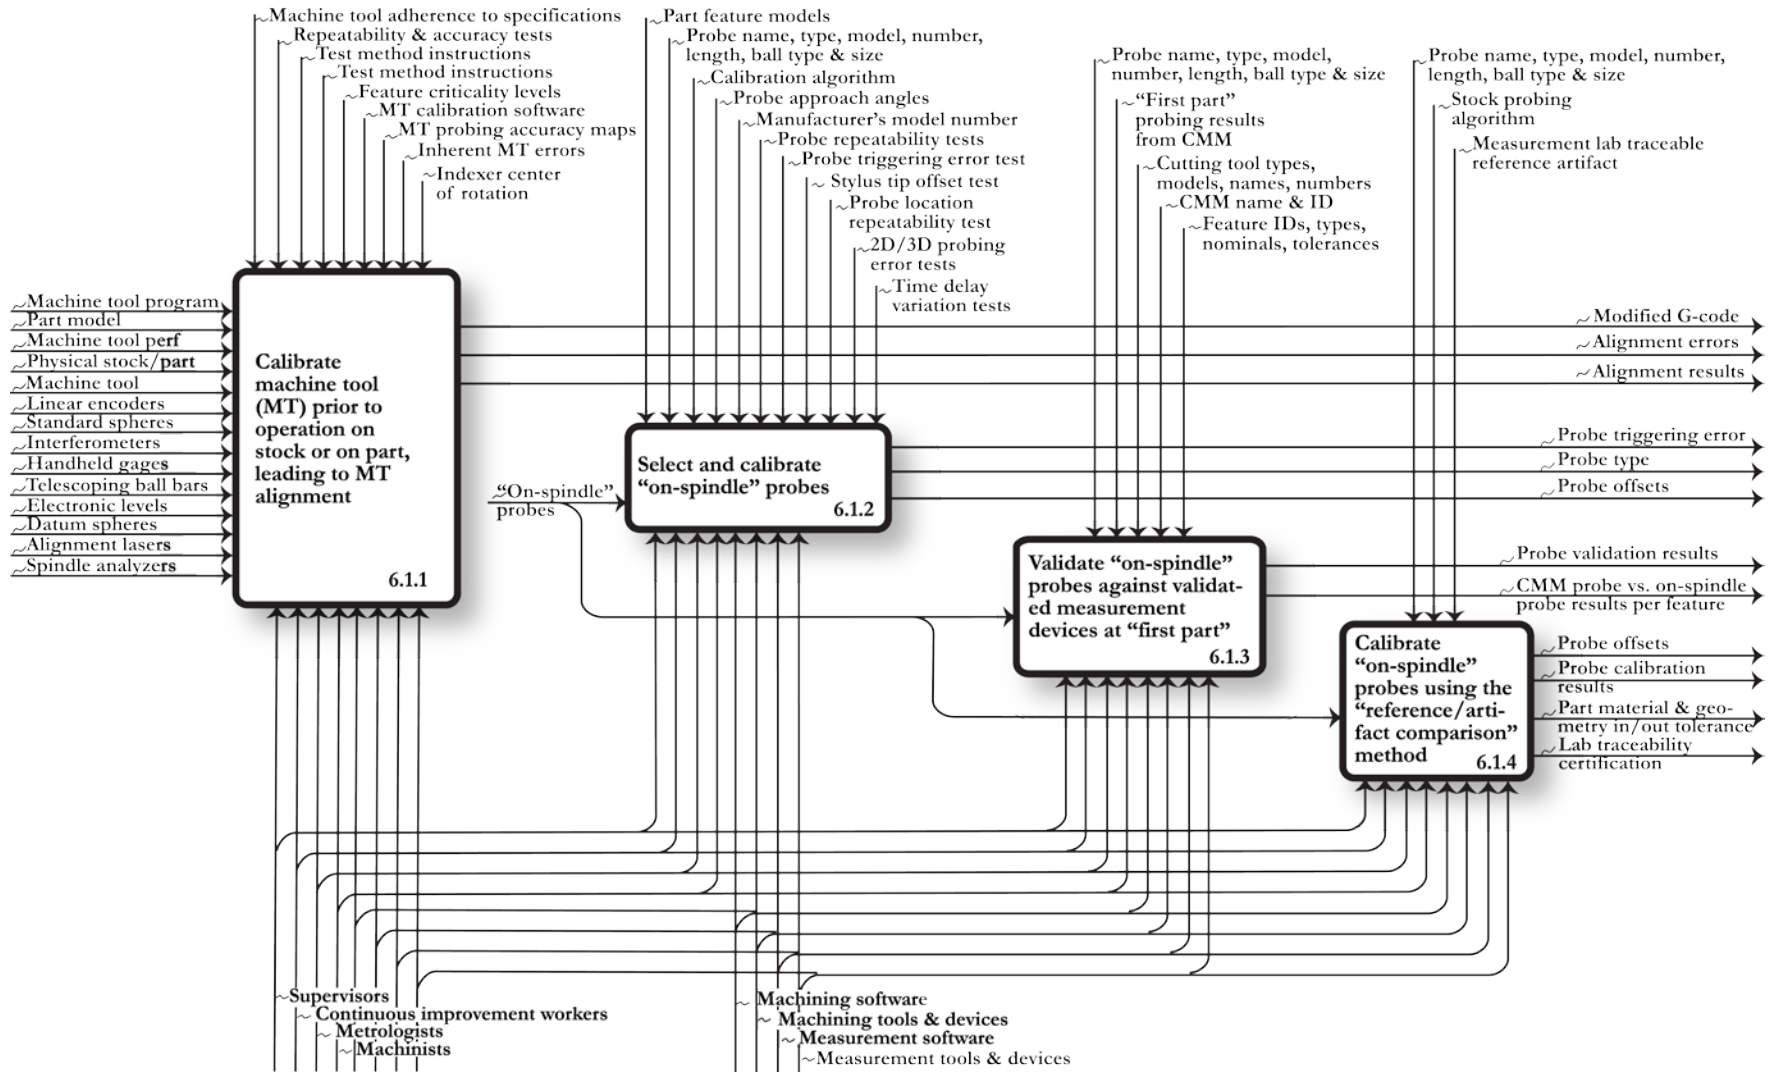 Machine tool adherence to specifications
Repeatability & accuracy tests
Test method instructions
Test method instructions
Feature criticality levels
MT calibration software
MT probing accuracy maps
Inherent MT errors
Indexer center
of rotation
Part feature models
Probe name, type, model, number,
length, ball type & size
Calibration algorithm
Probe approach angles
Manufacturer's model number
Probe repeatability tests
Probe triggering error test
Stylus tip offset test
Probe location
repeatability test
2D/3D probing
error tests
Time delay
variation tests
Probe name, type, model,
number, length, ball type & size
“First part”
probing results
from CMM
Cutting tool types,
models, names, numbers
CMM name & ID
Feature IDs, types,
nominals, tolerances
Probe name, type, model, number,
length, ball type & size
Stock probing
algorithm
Measurement lab traceable
reference artifact
Machine tool program
Part model
Machine tool perf
Physical stock/part
Machine tool
Linear encoders
Standard spheres
Interferometers
Handheld gages
Telescoping ball bars
Electronic levels
Datum spheres
Alignment lasers
Spindle analyzers
Calibrate
machine tool
(MT) prior to
operation on
stock or on part,
leading to MT
alignment
6.1.1
Modified G-code
Alignment errors
Alignment results
“On-spindle”
probes
Select and calibrate
“on-spindle” probes
6.1.2
Probe triggering error
Probe type
Probe offsets
Validate “on-spindle”
probes against validat-
ed measurement
devices at “first part”
6.1.3
Probe validation results
CMM probe vs. on-spindle
probe results per feature
Calibrate
“on-spindle”
probes using the
“reference/arti-
fact comparison”
method
6.1.4
Probe offsets
Probe calibration
results
Part material & geo-
metry in/out tolerance
Lab traceability
certification
Supervisors
Continuous improvement workers
Metrologists
Machinists
Machining software
Machining tools & devices
Measurement software
Measurement tools & devices